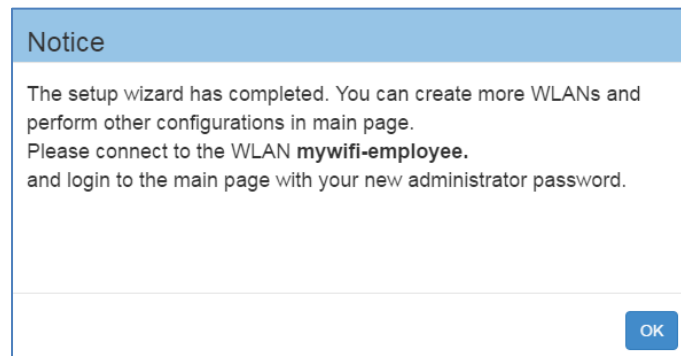 Notice
The setup wizard has completed. You can create more WLANs and
perform other configurations in main page.
Please connect to the WLAN mywifi-employee.
and login to the main page with your new administrator password.
OK